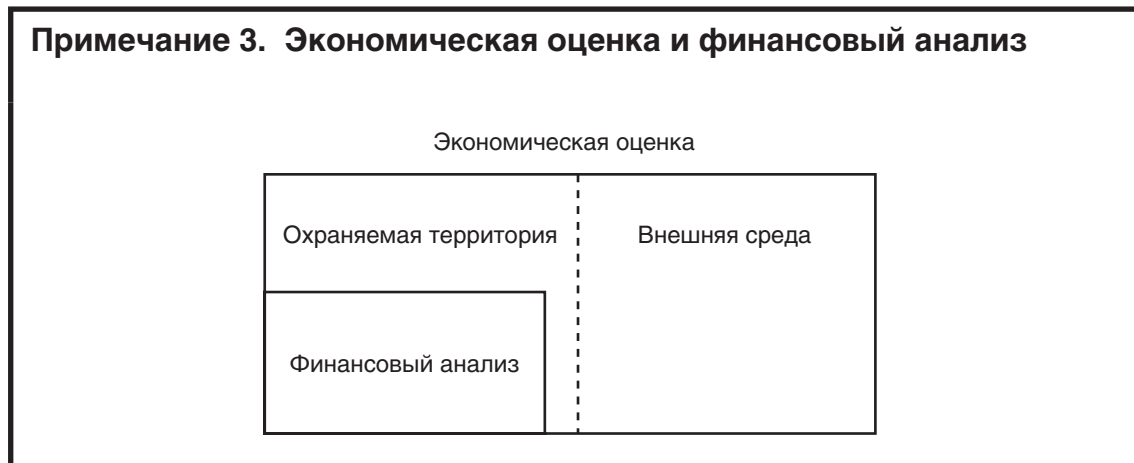 Примечание 3. Экономическая оценка и финансовый анализ
Экономическая оценка
Охраняемая территория
Внешняя среда
Финансовый анализ